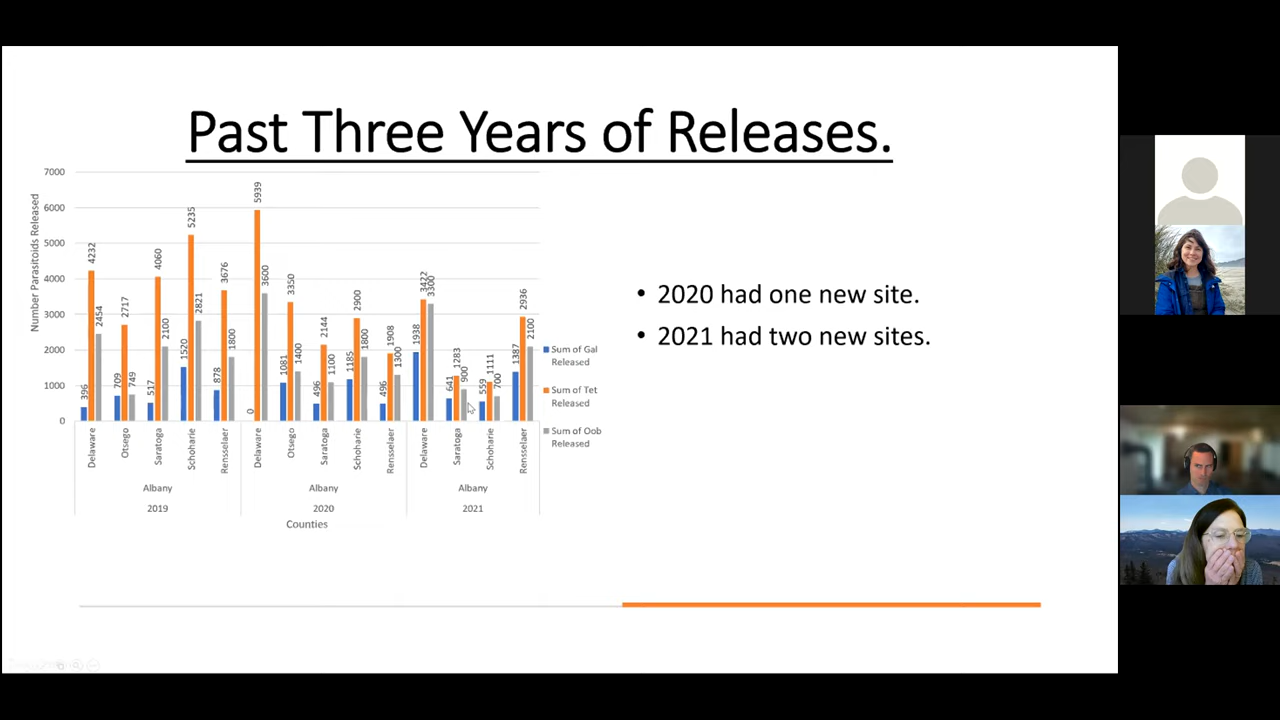 Past Three Years of Releases.
7000
6000
5000
4000
3000
2000
1000
0
Number Parasitoids Released
396
4232
2454
709
2717
749
517
4060
2100
1520
5235
2821
878
3676
1800
0
5939
3600
1081
3350
1400
496
2144
1100
1185
2900
1800
496
1908
1300
1938
3422
3300
641
1283
900
559
1111
700
1387
2936
2100
Delaware
Otsego
Saratoga
Schoharie
Rensselaer
Delaware
Otsego
Saratoga
Schoharie
Rensselaer
Delaware
Saratoga
Schoharie
Rensselaer
Albany
Albany
Albany
2019
2020
2021
Counties
Sum of Gal
Released
Sum of Tet
Released
Sum of Oob
Released
• 2020 had one new site.
• 2021 had two new sites.